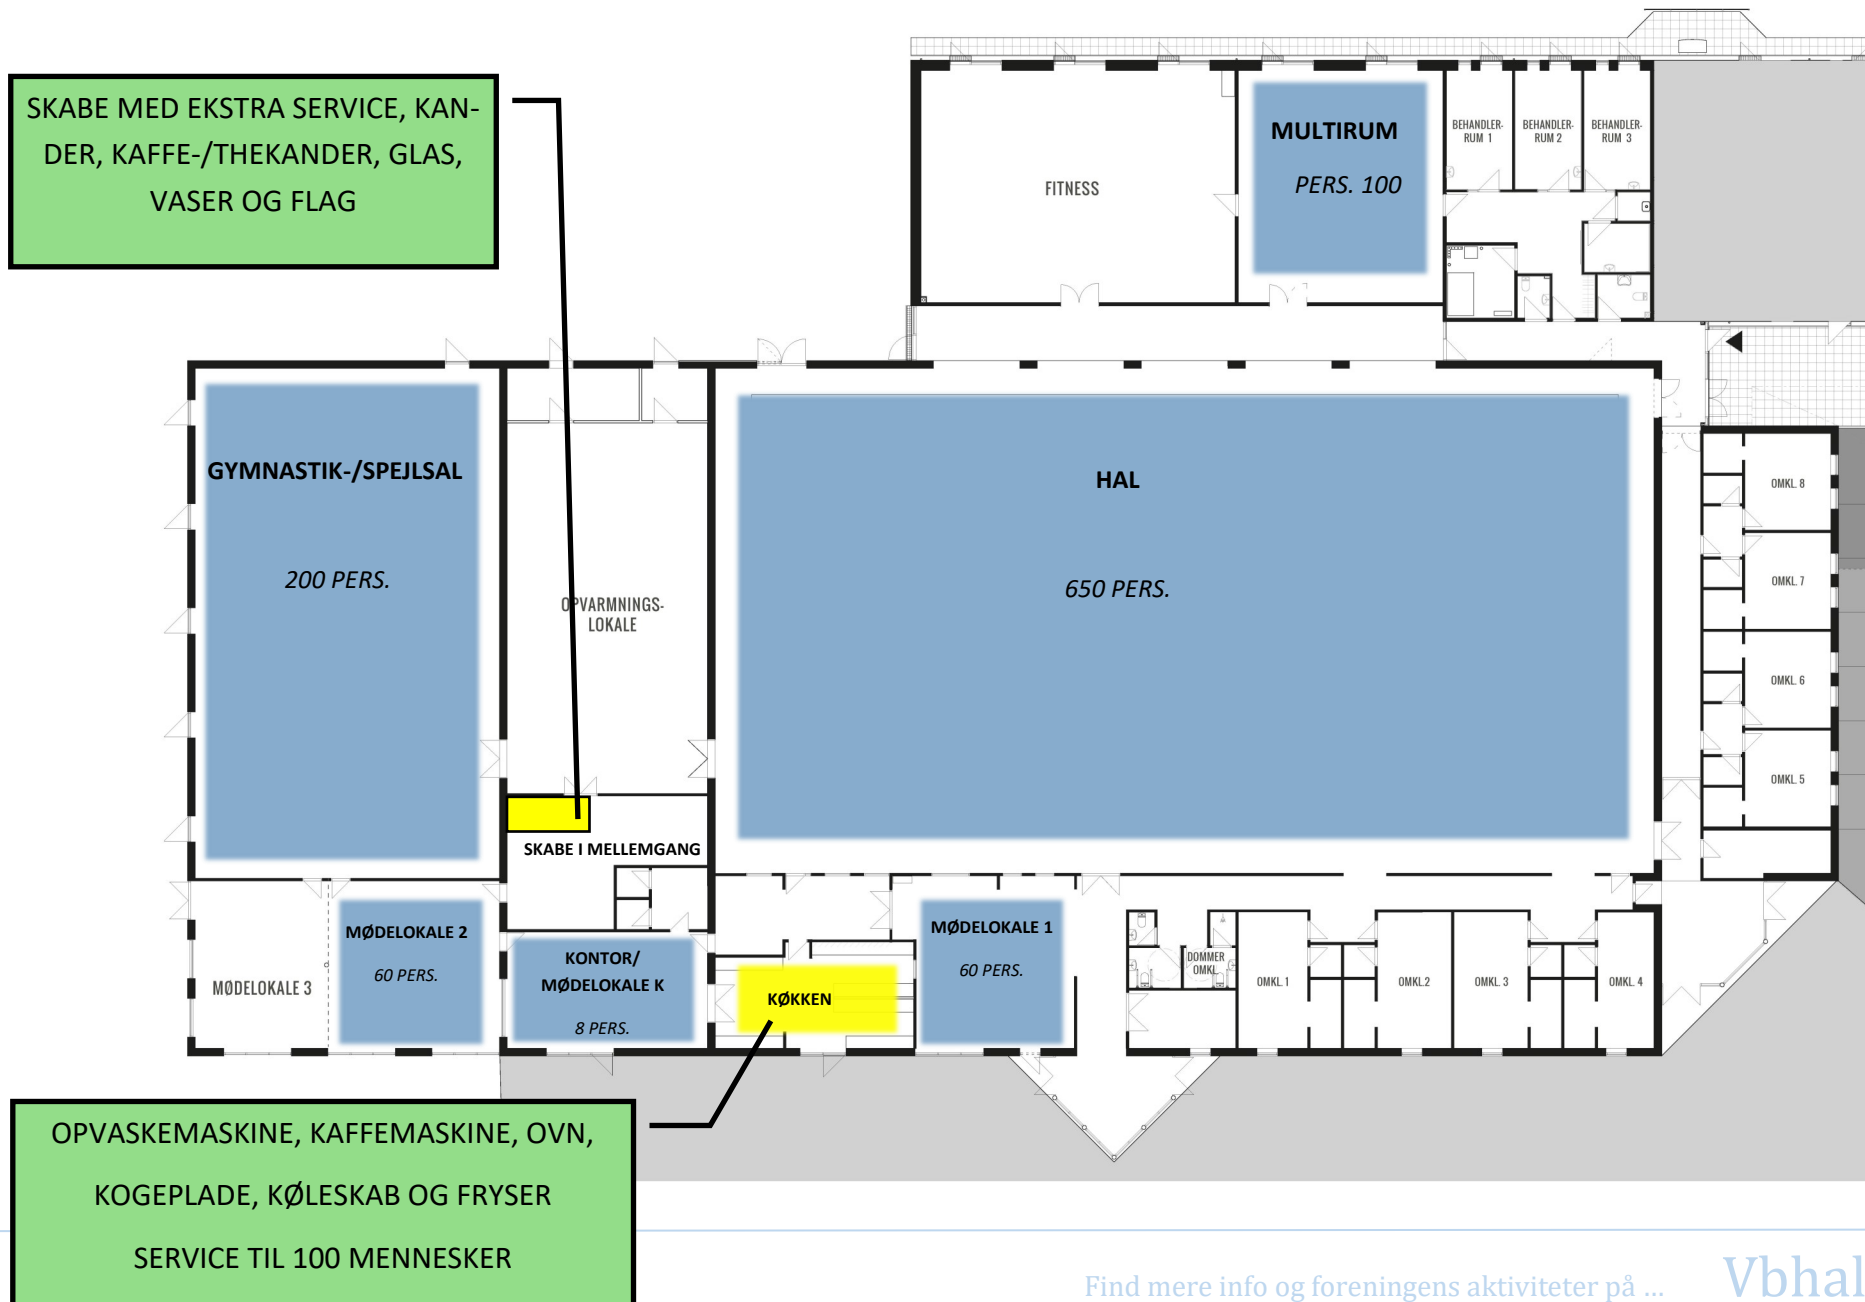 SKABE MED EKSTRA SERVICE, KAN-
DER, KAFFE-/THEKANDER, GLAS,
VASER OG FLAG
FITNESS
MULTIRUM
PERS. 100
BEHANDLER-
RUM 1
BEHANDLER-
RUM 2
BEHANDLER-
RUM 3
GYMNASTIK-/SPEJLSAL
200 PERS.
OPVARMNINGS-
LOKALE
HAL
650 PERS.
OMKL. 8
OMKL. 7
OMKL. 6
OMKL. 5
SKABE I MELLEMGANG
MØDELOKALE 3
MØDELOKALE 2
60 PERS.
KONTOR/
MØDELOKALE K
8 PERS.
KØKKEN
MØDELOKALE 1
60 PERS.
DOMMER
OMKL.
OMKL. 1
OMKL.2
OMKL. 3
OMKL. 4
OPVASKEMASKINE, KAFFEMASKINE, OVN,
KOGEPLADE, KØLESKAB OG FRYSER
SERVICE TIL 100 MENNESKER
Find mere info og foreningens aktiviteter på ...
Vbhal